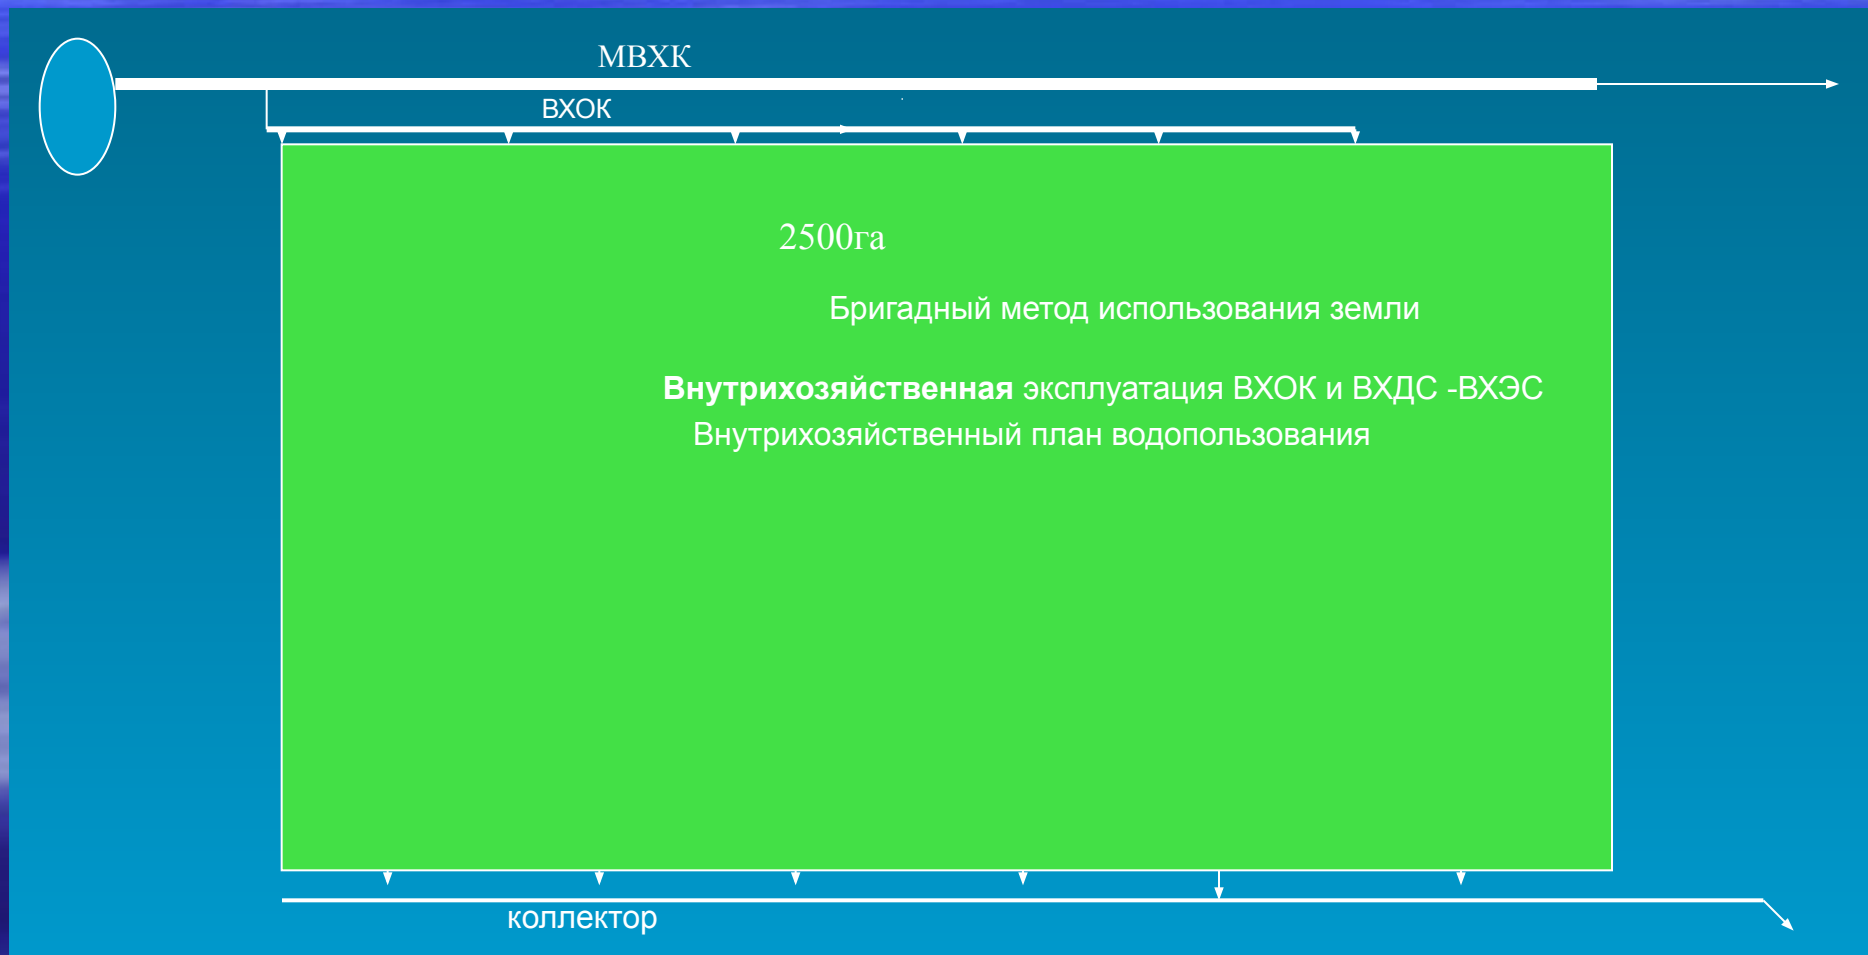 МВХК
ВХОК
2500га
Бригадный метод использования земли
Внутрихозяйственная эксплуатация ВХОК и ВХДС -ВХЭС
Внутрихозяйственный план водопользования
коллектор